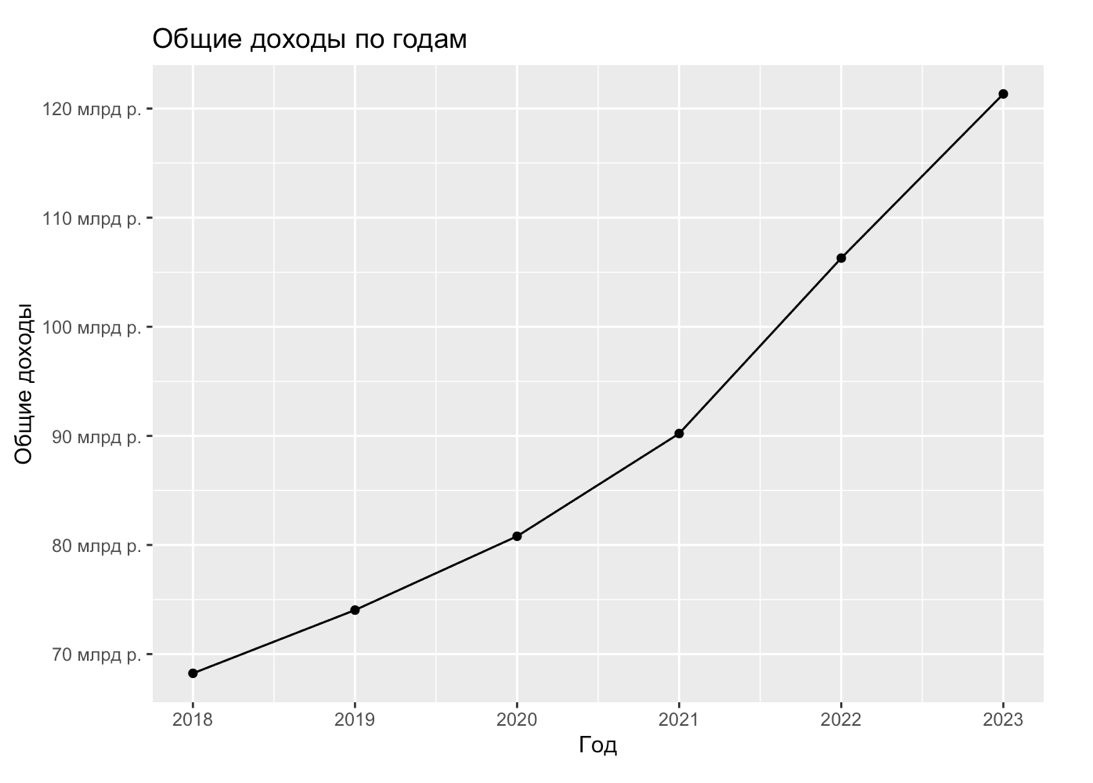 Общие доходы по годам
120 млрд р.
110 млрд р.
100 млрд р.
90 млрд р.
80 млрд р.
70 млрд р.
Общие доходы
2018 2019 2020 2021 2022 2023
Год